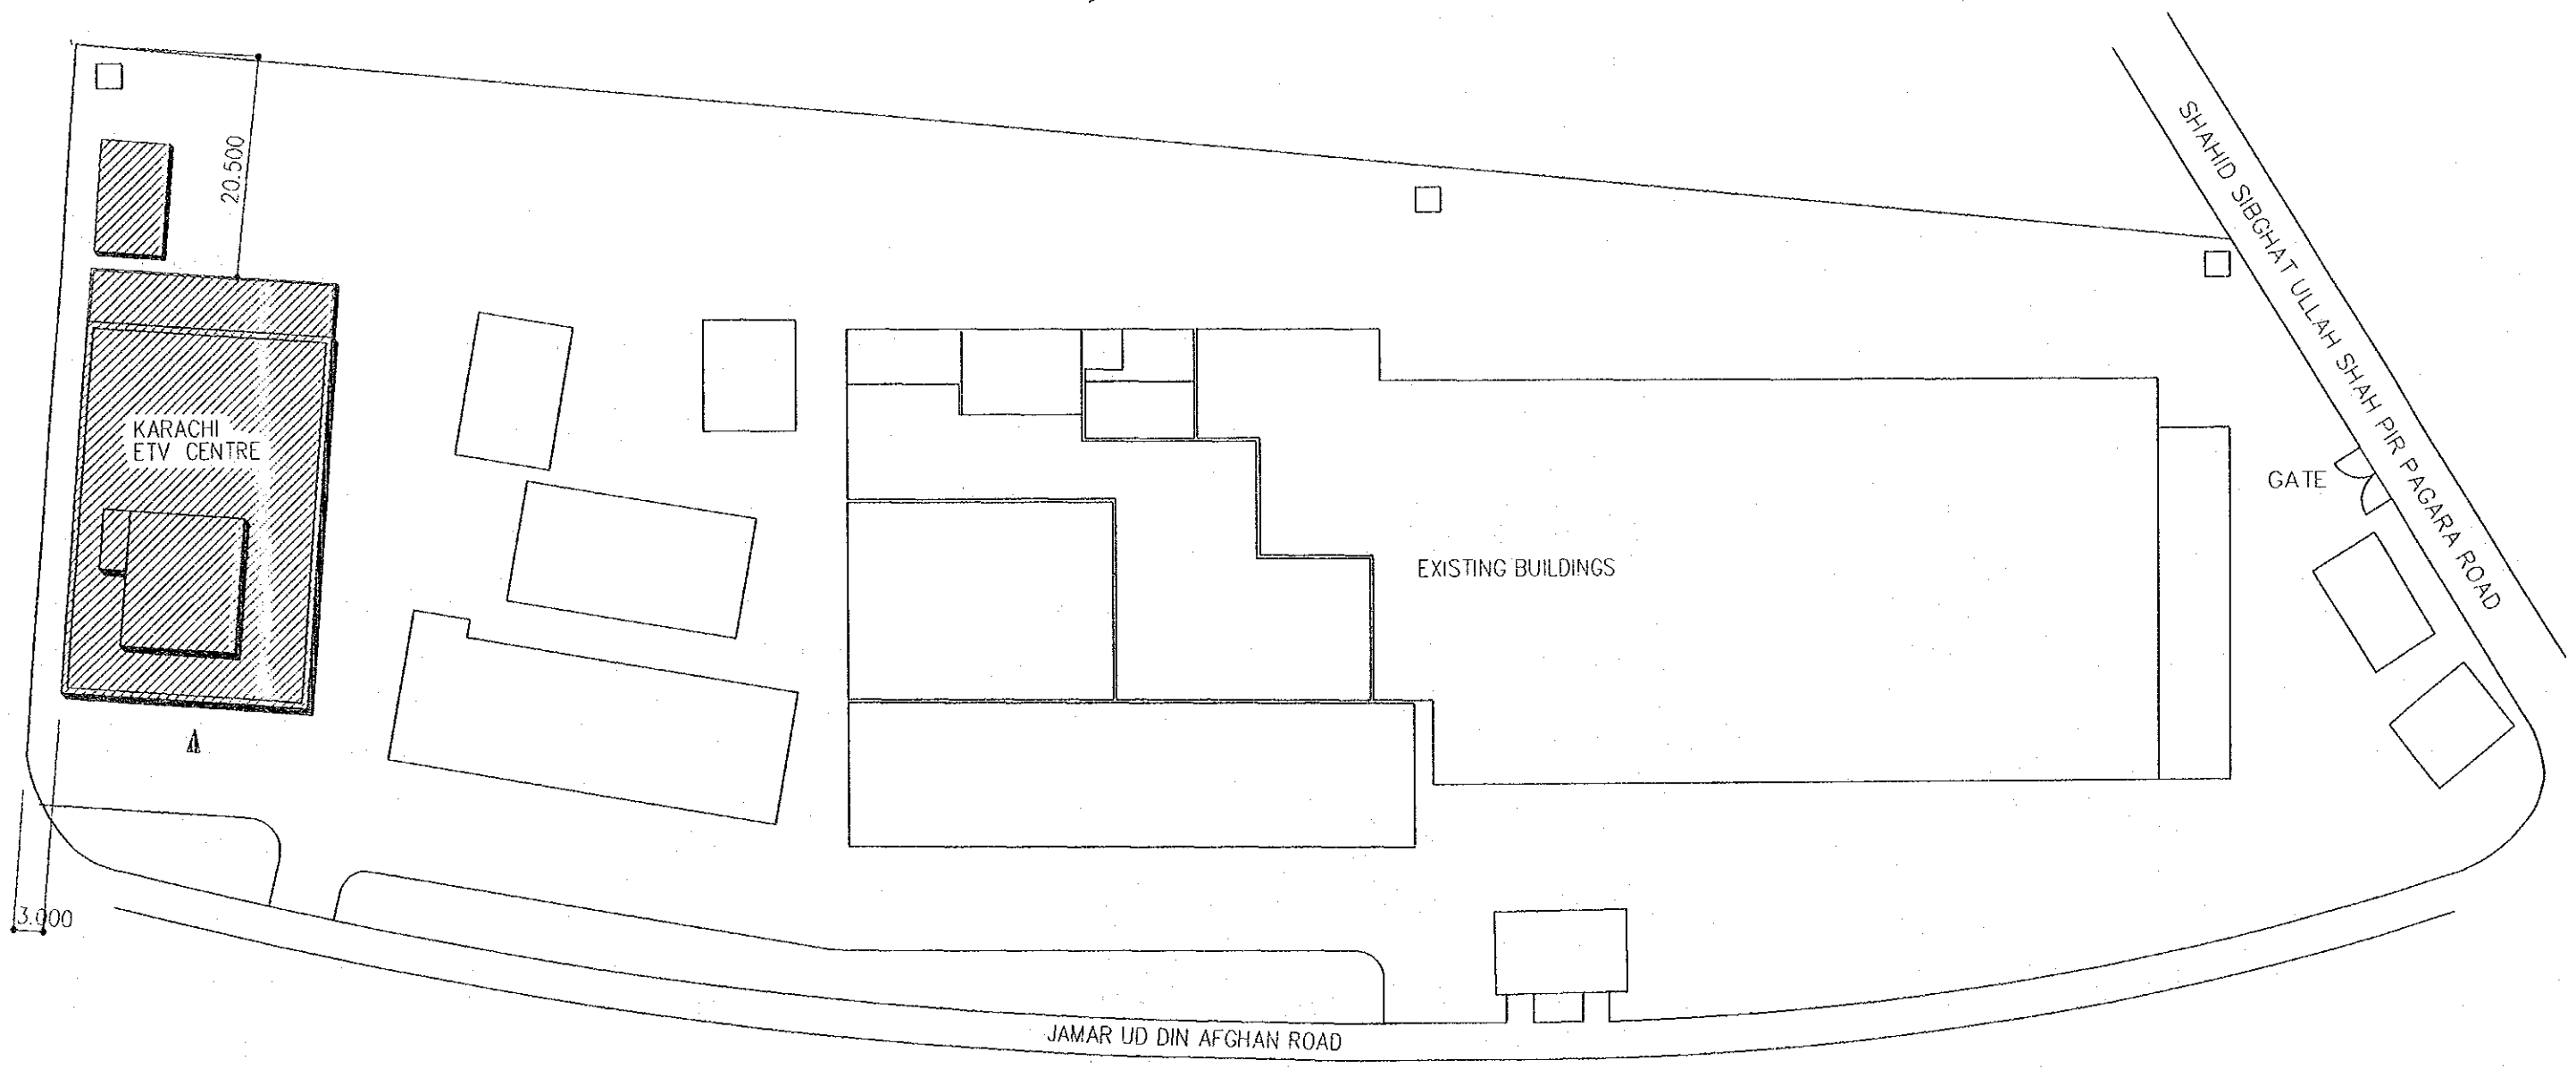 20.500
SHAHID SIBGHAT ULLAH SHAH PIR PAGARA ROAD
KARACHI
ETV CENTRE
GATE
EXISTING BUILDINGS
3.000
JAMAR UD DIN AFGHAN ROAD